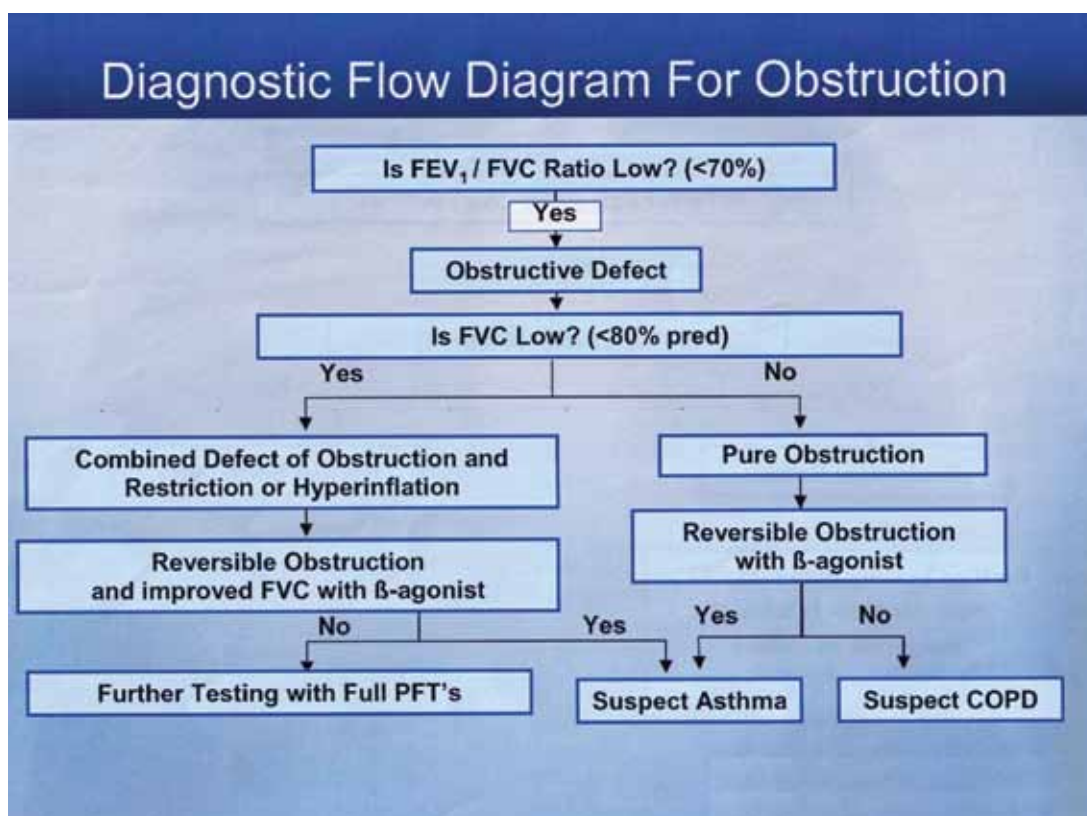 Diagnostic Flow Diagram For Obstruction
Is FEV1 / FVC Ratio Low? (<70%)
Yes
Obstructive Defect
Is FVC Low? (<80% pred)
Yes
No
Combined Defect of Obstruction and
Restriction or Hyperinflation
Pure Obstruction
Reversible Obstruction
and improved FVC with ß-agonist
Reversible Obstruction
with ß-agonist
No
Yes
Yes
No
Further Testing with Full PFT's
Suspect Asthma
Suspect COPD